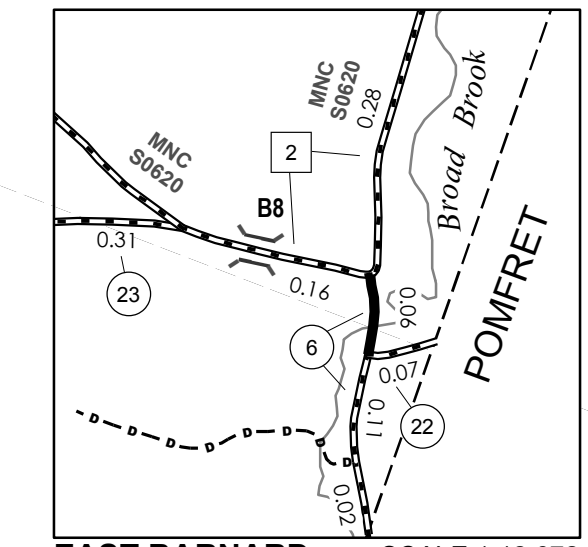 MNC
S0620
0.28
Broad Brook
2
MNC
S0620
B8
POMFRET
0.31
0.16
23
0.06
6
0.07
0.11
22
D
D
D
D
D
D
D
D
0.02